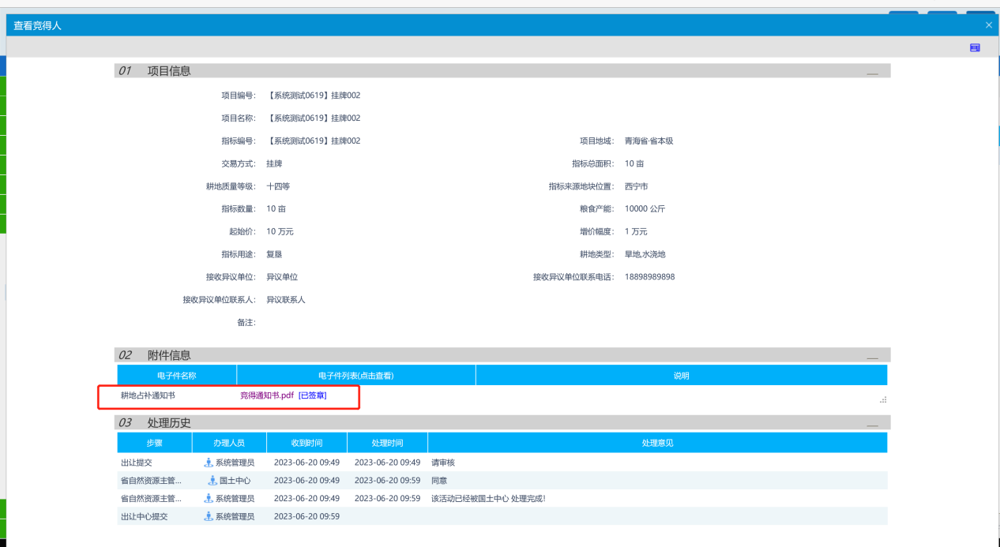 查看竞得人
01 项目信息
项目编号： 【系统测试0619】挂牌002
项目名称： 【系统测试0619】挂牌002
指标编号： 【系统测试0619】挂牌002 项目地域： 青海省·省本级
交易方式： 挂牌 指标总面积： 10 亩
耕地质量等级： 十四等 指标来源地块位置： 西宁市
指标数量： 10 亩 粮食产能： 10000 公斤
起始价： 10 万元 增价幅度： 1 万元
指标用途： 复垦 耕地类型： 旱地,水浇地
接收异议单位： 异议单位 接收异议单位联系电话： 18898989898
接收异议单位联系人： 异议联系人
备注：
02 附件信息
电子件名称 电子件列表(点击查看) 说明
耕地占补通知书 竞得通知书.pdf [已签章]
03 处理历史
步骤 办理人员 收到时间 处理时间 处理意见
出让提交 系统管理员 2023-06-20 09:49 2023-06-20 09:49 请审核
省自然资源主管... 国土中心 2023-06-20 09:49 2023-06-20 09:59 同意
省自然资源主管... 系统管理员 2023-06-20 09:49 2023-06-20 09:59 该活动已经被国土中心 处理完成!
出让中心提交 系统管理员 2023-06-20 09:59